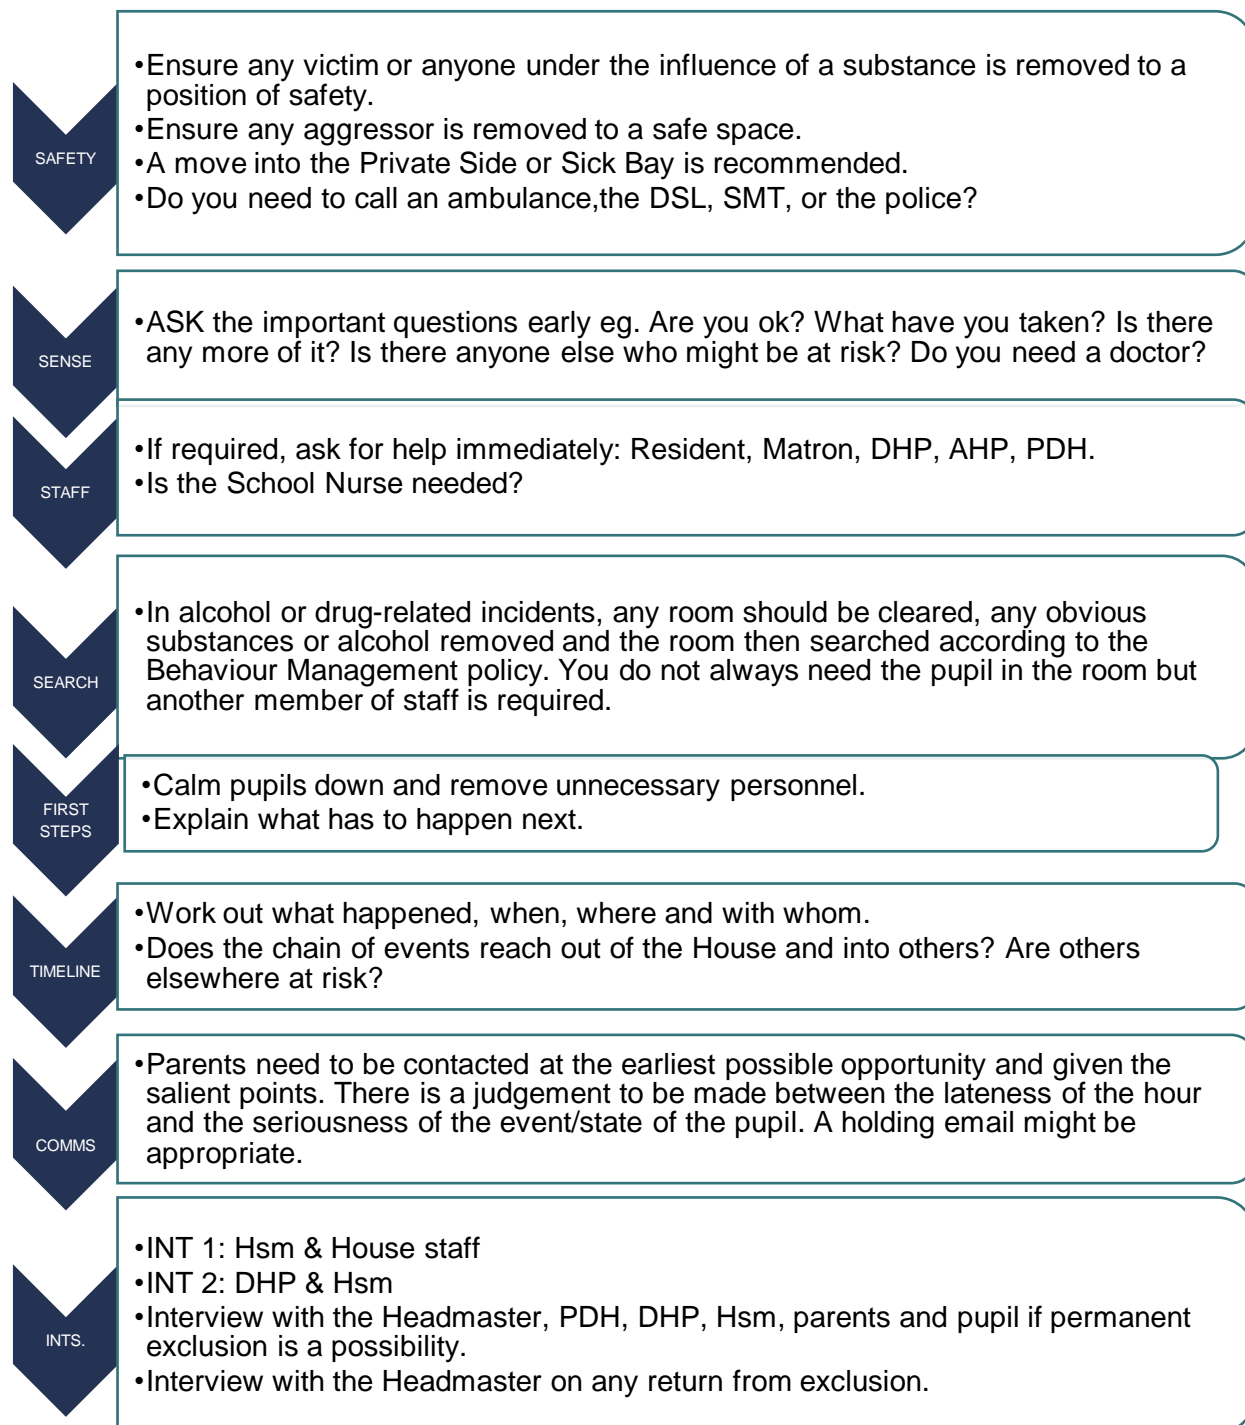 SAFETY
•Ensure any victim or anyone under the influence of a substance is removed to a
position of safety.
•Ensure any aggressor is removed to a safe space.
•A move into the Private Side or Sick Bay is recommended.
•Do you need to call an ambulance,the DSL, SMT, or the police?
SENSE
•ASK the important questions early eg. Are you ok? What have you taken? Is there
any more of it? Is there anyone else who might be at risk? Do you need a doctor?
STAFF
•If required, ask for help immediately: Resident, Matron, DHP, AHP, PDH.
•Is the School Nurse needed?
SEARCH
•In alcohol or drug-related incidents, any room should be cleared, any obvious
substances or alcohol removed and the room then searched according to the
Behaviour Management policy. You do not always need the pupil in the room but
another member of staff is required.
FIRST
STEPS
•Calm pupils down and remove unnecessary personnel.
•Explain what has to happen next.
TIMELINE
•Work out what happened, when, where and with whom.
•Does the chain of events reach out of the House and into others? Are others
elsewhere at risk?
COMMS
•Parents need to be contacted at the earliest possible opportunity and given the
salient points. There is a judgement to be made between the lateness of the hour
and the seriousness of the event/state of the pupil. A holding email might be
appropriate.
INTS.
•INT 1: Hsm & House staff
•INT 2: DHP & Hsm
•Interview with the Headmaster, PDH, DHP, Hsm, parents and pupil if permanent
exclusion is a possibility.
•Interview with the Headmaster on any return from exclusion.